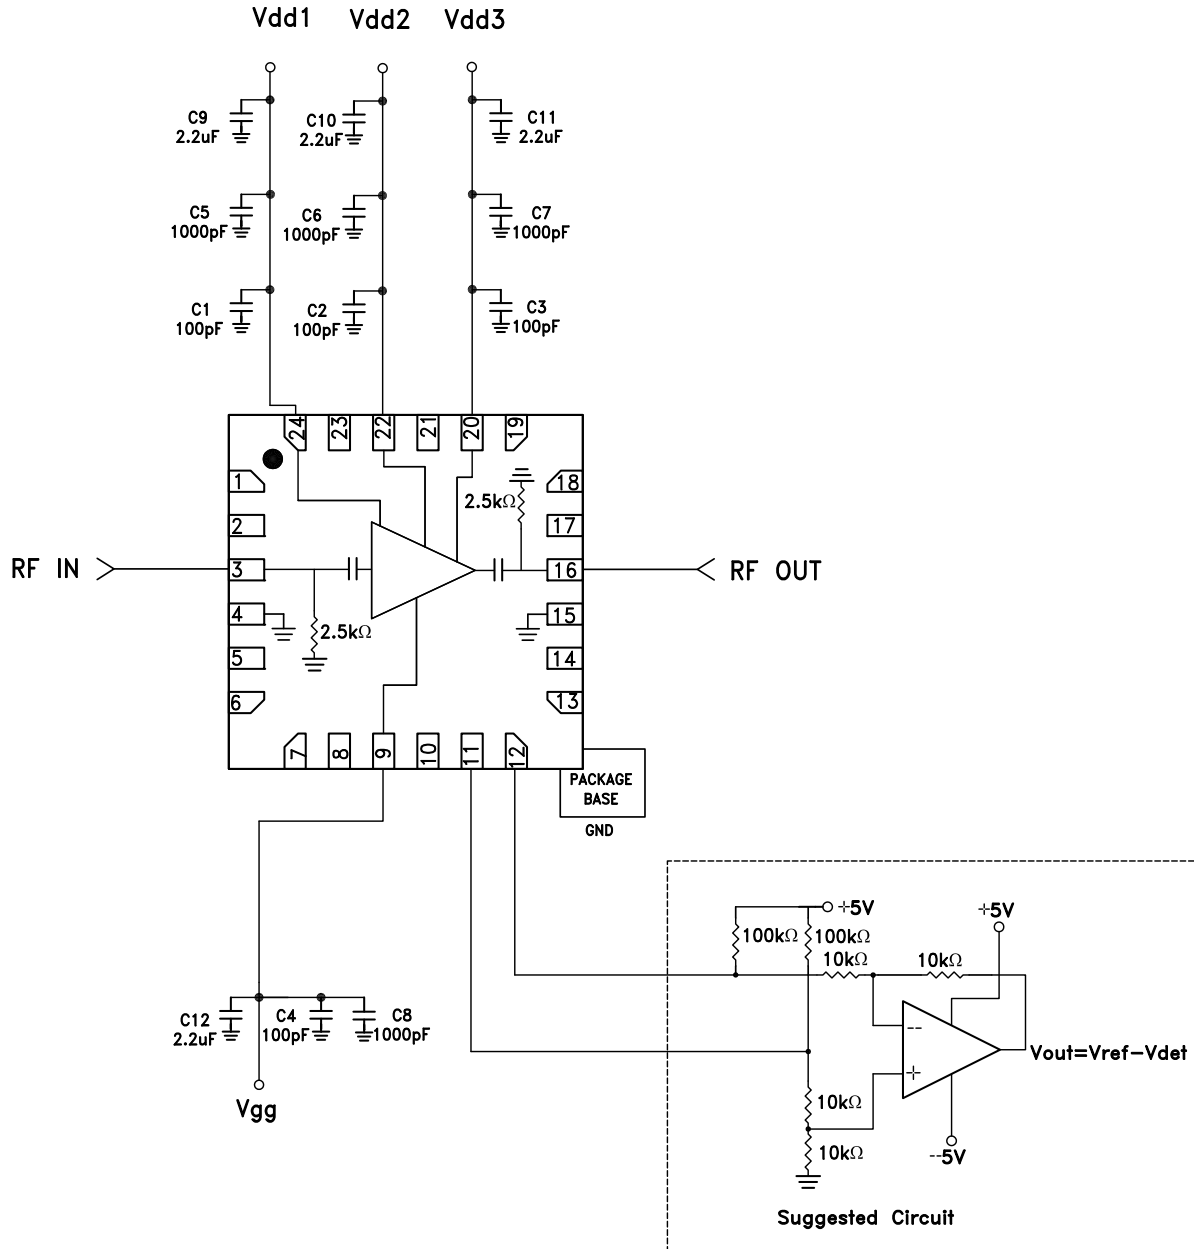 Vdd1 Vdd2 Vdd3
C9
2.2uF
C10
2.2uF
C11
2.2uF
C5
1000pF
C6
1000pF
C7
1000pF
C1
100pF
C2
100pF
C3
100pF
24 23 22 21 20 19
1
2
3
4
5
6
18
17
16
15
14
13
2.5kΩ
2.5kΩ
RF IN
RF OUT
7 8 9 10 11 12
PACKAGE
BASE
GND
+5V
+5V
100kΩ
100kΩ
10kΩ
10kΩ
C12
2.2uF
C4
100pF
C8
1000pF
Vgg
--
+
Vout=Vref-Vdet
10kΩ
10kΩ
--5V
Suggested Circuit